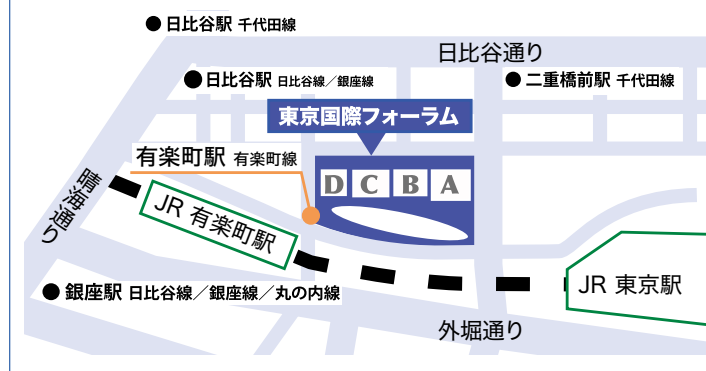 ● 日比谷駅 千代田線
日比谷通り
● 日比谷駅 日比谷線／銀座線
● 二重橋前駅 千代田線
東京国際フォーラム
有楽町駅 有楽町線
D C B A
晴海通り
JR 有楽町駅
JR 東京駅
● 銀座駅 日比谷線／銀座線／丸の内線
外堀通り